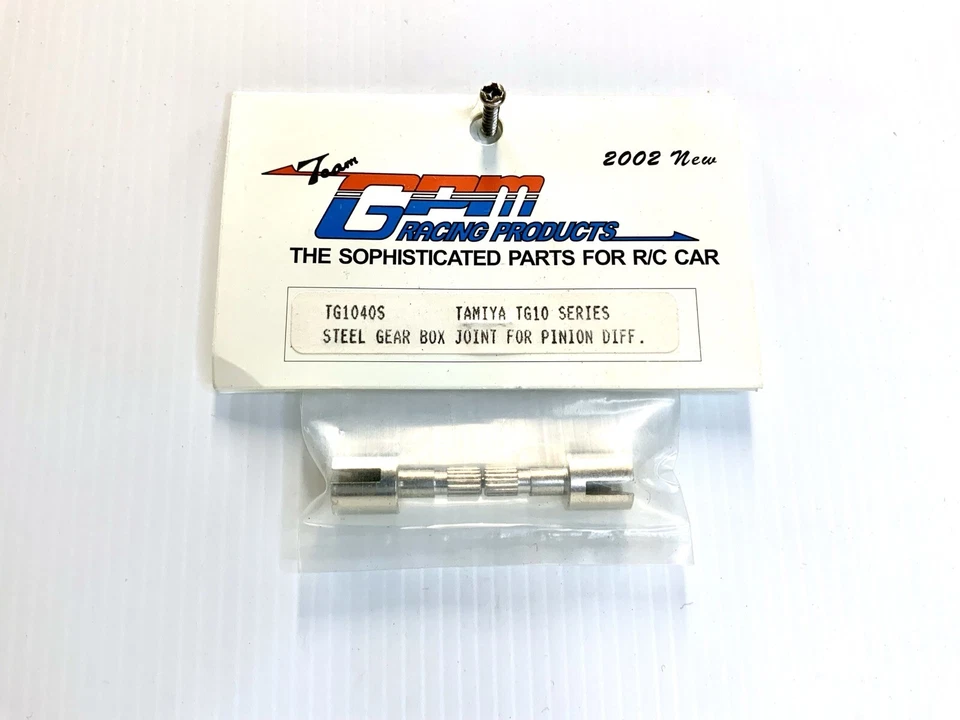 2002 New
Team
GPM
RACING PRODUCTS
THE SOPHISTICATED PARTS FOR R/C CAR
TG1040S TAMIYA TG10 SERIES
STEEL GEAR BOX JOINT FOR PINION DIFF.